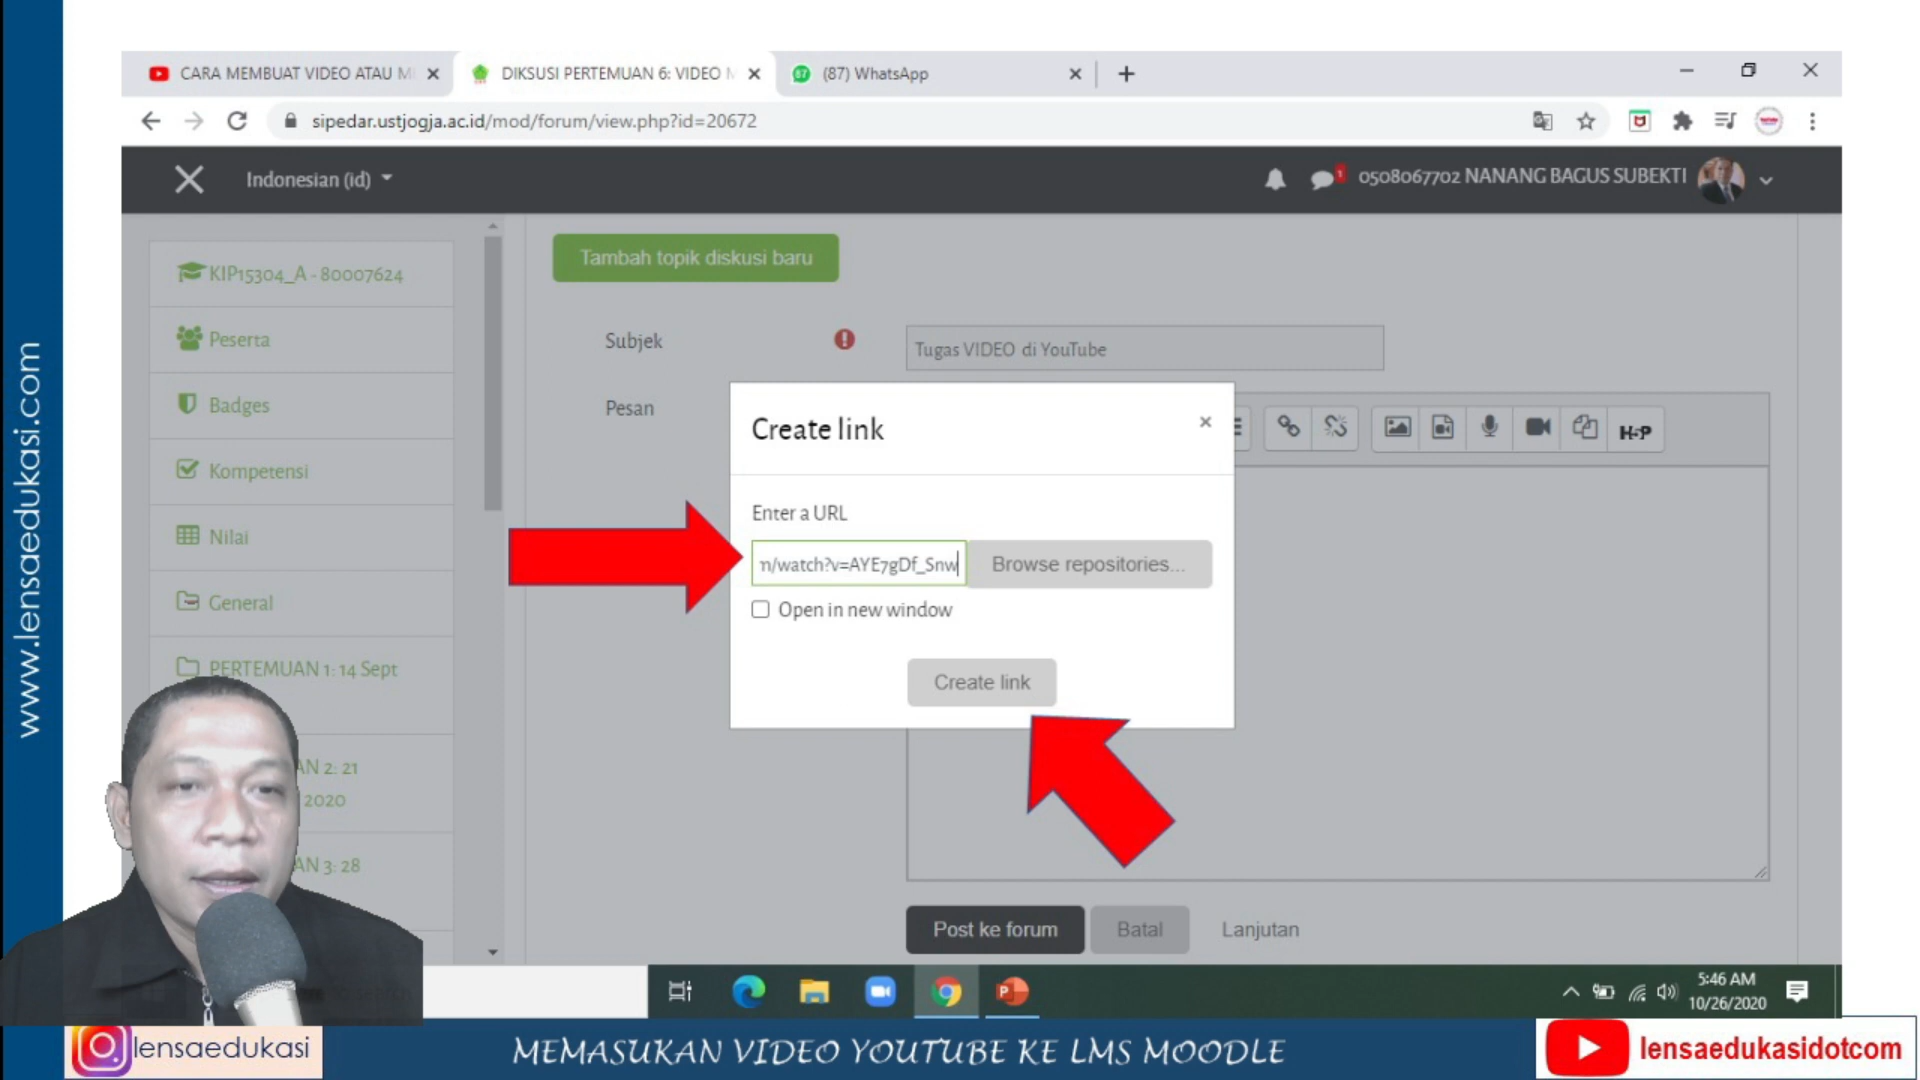 www.lensaedukasi.com
CARA MEMBUAT VIDEO ATAU M
DIKSUSI PERTEMUAN 6: VIDEO M
(87) WhatsApp
sipedar.ustjogja.ac.id/mod/forum/view.php?id=20672
Indonesian (id)
1
0508067702 NANANG BAGUS SUBEKTI
KIP15304_A - 80007624
Peserta
Badges
Kompetensi
Nilai
General
PERTEMUAN 1: 14 Sept
AN 2: 21
2020
AN 3: 28
Tambah topik diskusi baru
Subjek
Tugas VIDEO di YouTube
Pesan
H-P
Create link
Enter a URL
n/watch?v=AYE7gDf_Snw
Browse repositories...
Open in new window
Create link
Post ke forum
Batal
Lanjutan
5:46 AM
10/26/2020
lensaedukasi
MEMASUKAN VIDEO YOUTUBE KE LMS MOODLE
lensaedukasidotcom